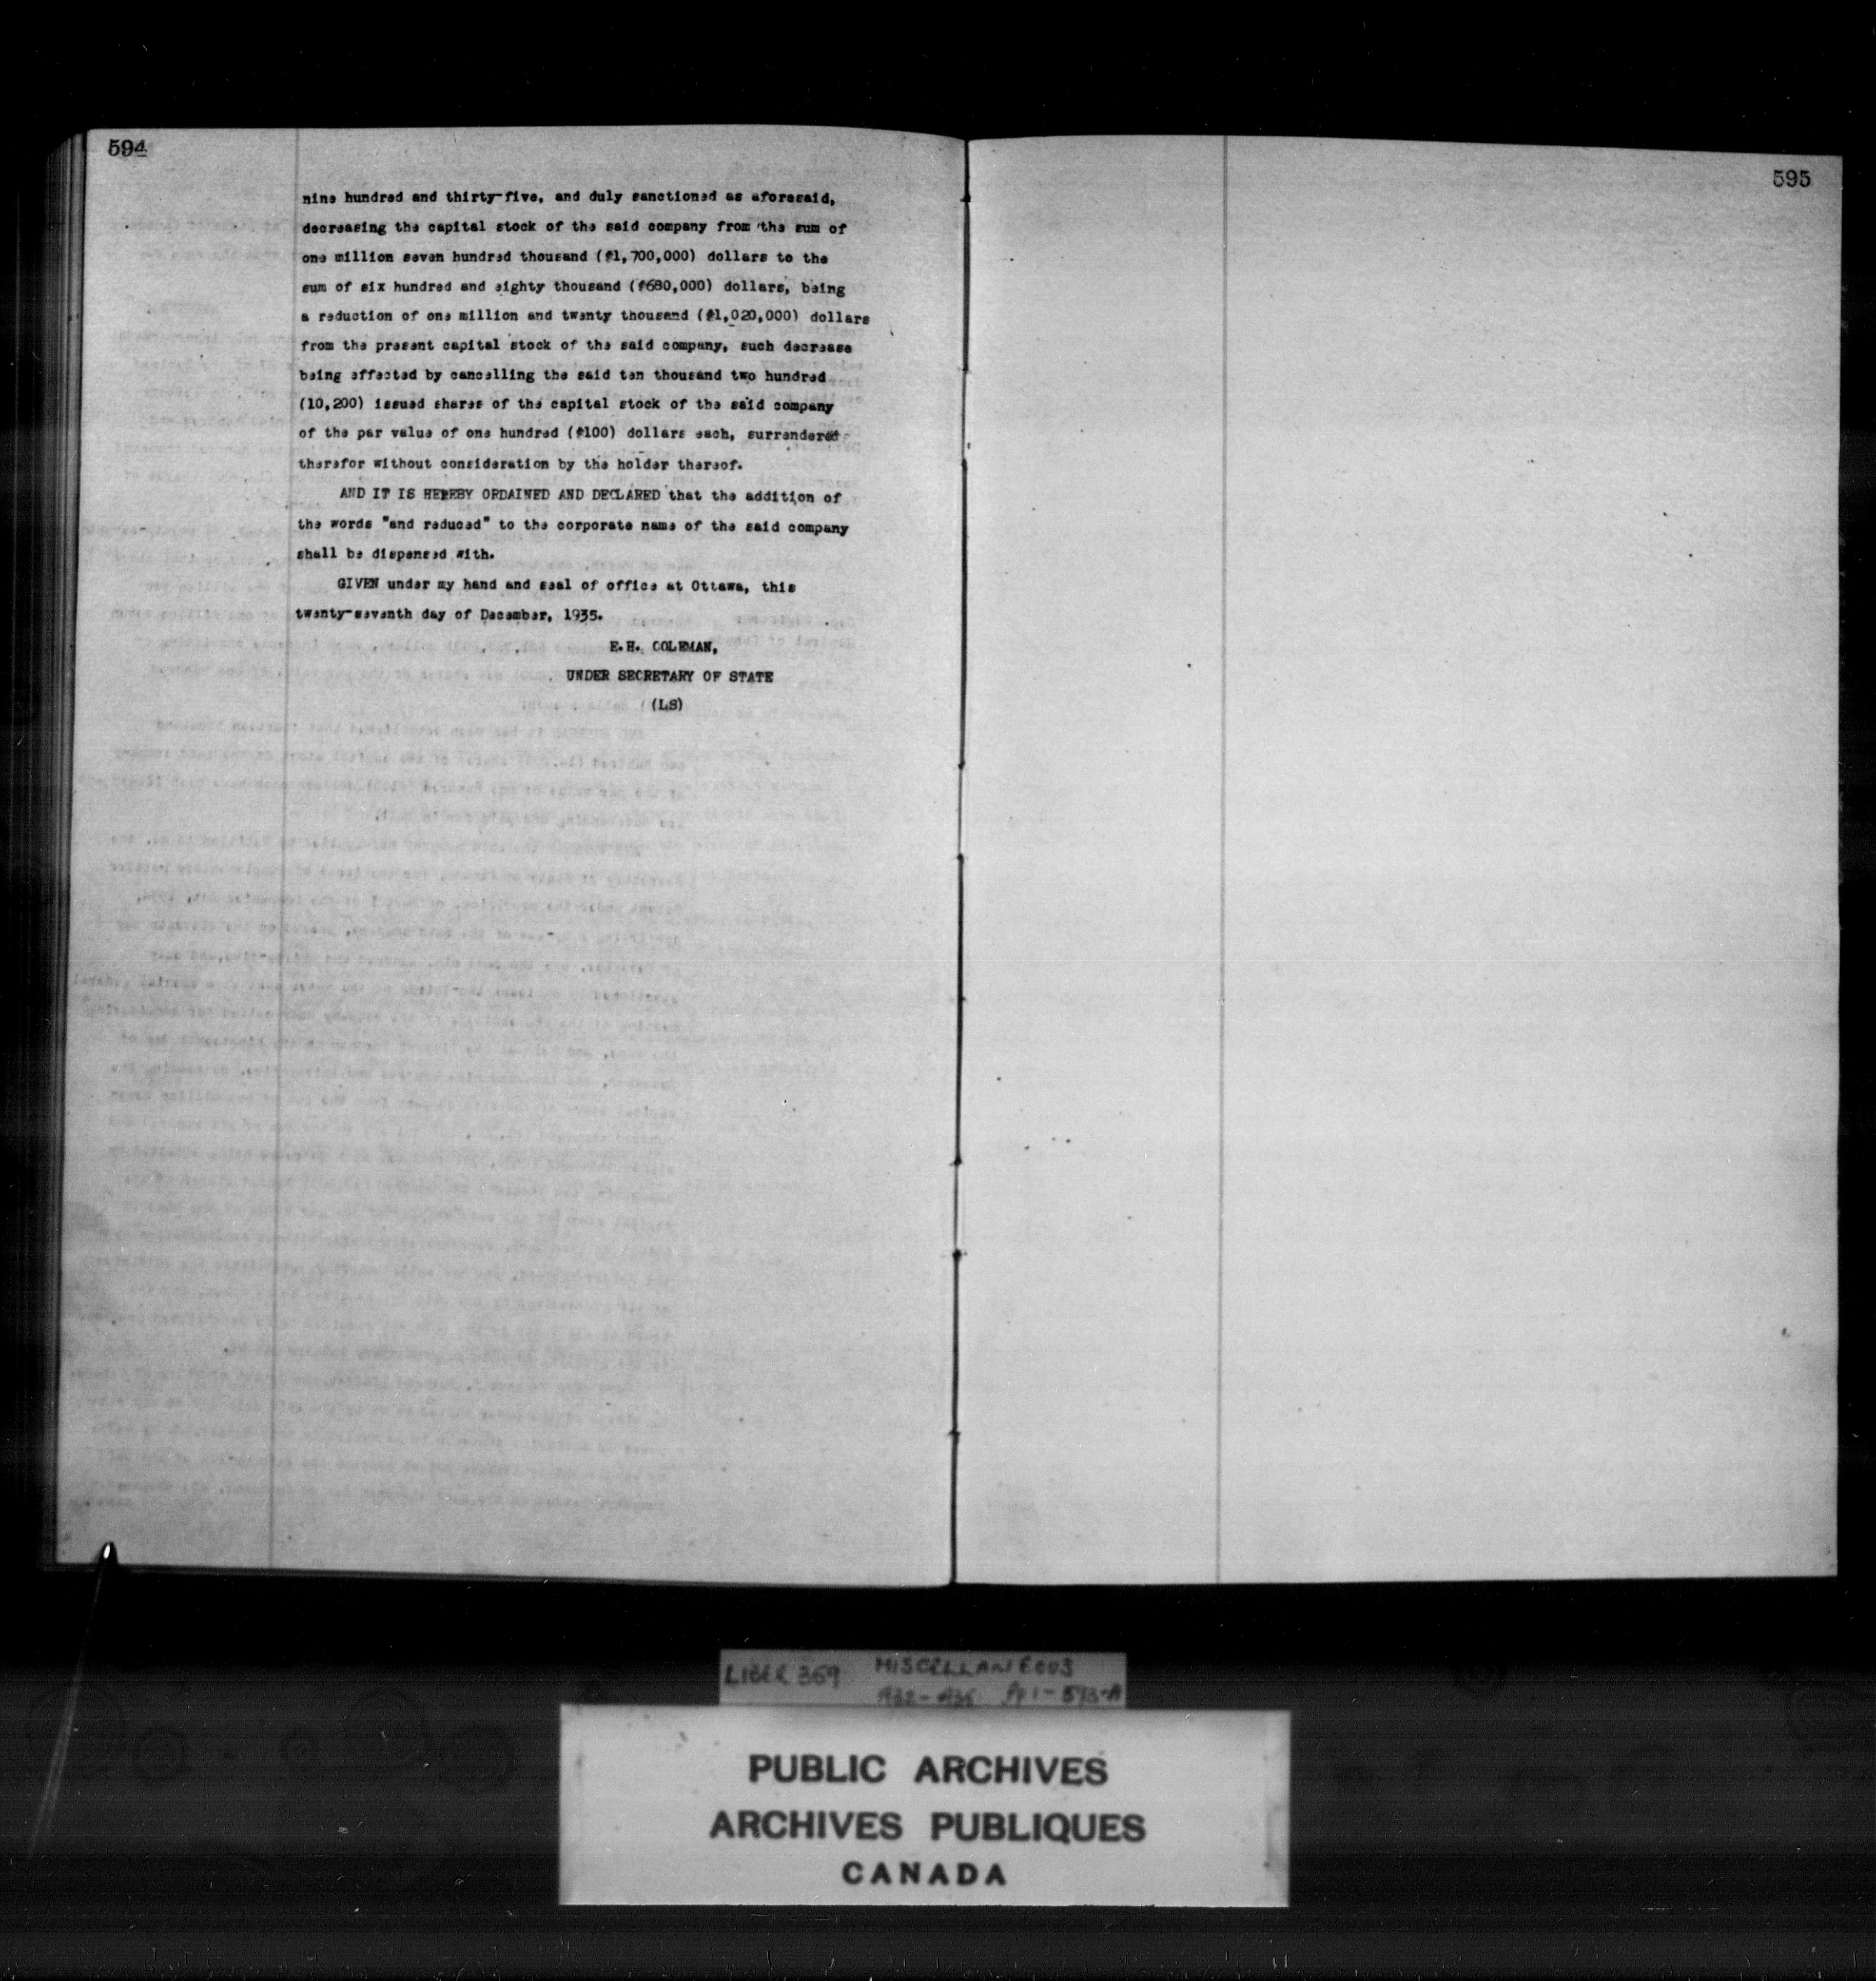 594
nine hundred and thirty-five, and duly sanctioned as aforesaid,
decreasing the capital stock of the said company from the sum of
one million seven hundred thousand ($1,700,000) dollars to the
sum of six hundred and eighty thousand ($680,000) dollars, being
a reduction of one million and twenty thousand ($1,020,000) dollars
from the present capital stock of the said company, such decrease
being effected by cancelling the said ten thousand two hundred
(10,200) issued shares of the capital stock of the said company
of the par value of one hundred ($100) dollars each, surrendered
therefor without consideration by the holder thereof.
AND IT IS HEREBY ORDAINED AND DECLARED that the addition of
the words "and reduced" to the corporate name of the said company
shall be dispensed with.
GIVEN under my hand and seal of office at Ottawa, this
twenty-seventh day of December, 1935.
E.H. COLEMAN,
UNDER SECRETARY OF STATE
(LS)
595
LIBER 369 MISCELLANEOUS
pp 1-593-A
PUBLIC ARCHIVES
ARCHIVES PUBLIQUES
CANADA